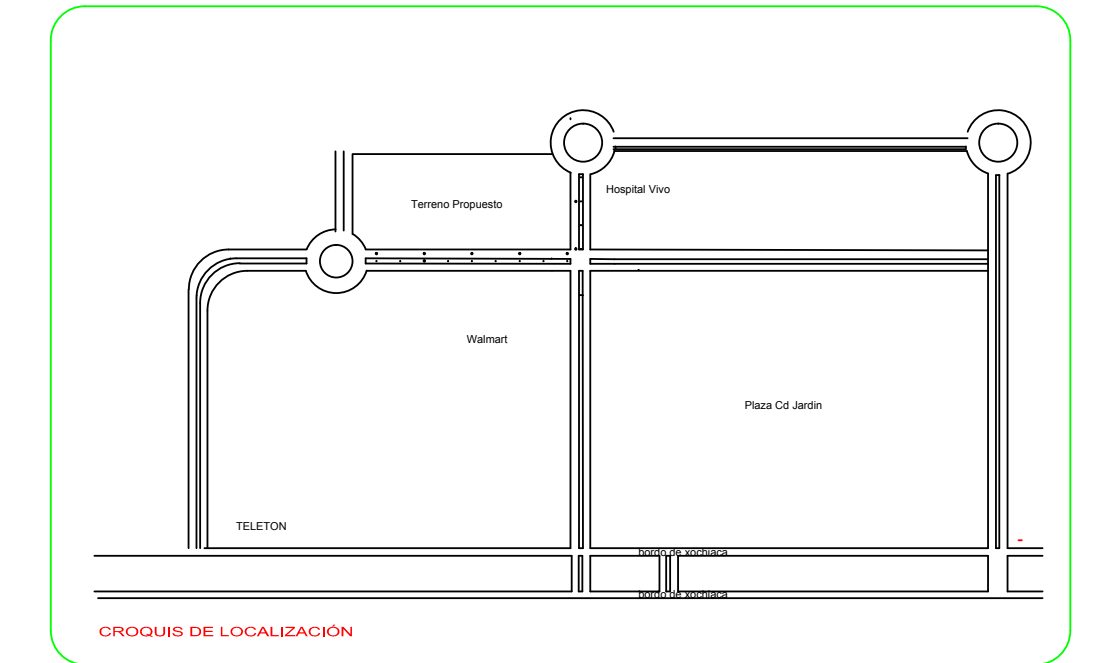 Hospital Vivo
Terreno Propuesto
Walmart
Plaza Cd Jardin
TELETON
bordo de xochiaca
bordo de xochiaca
CROQUIS DE LOCALIZACIÓN